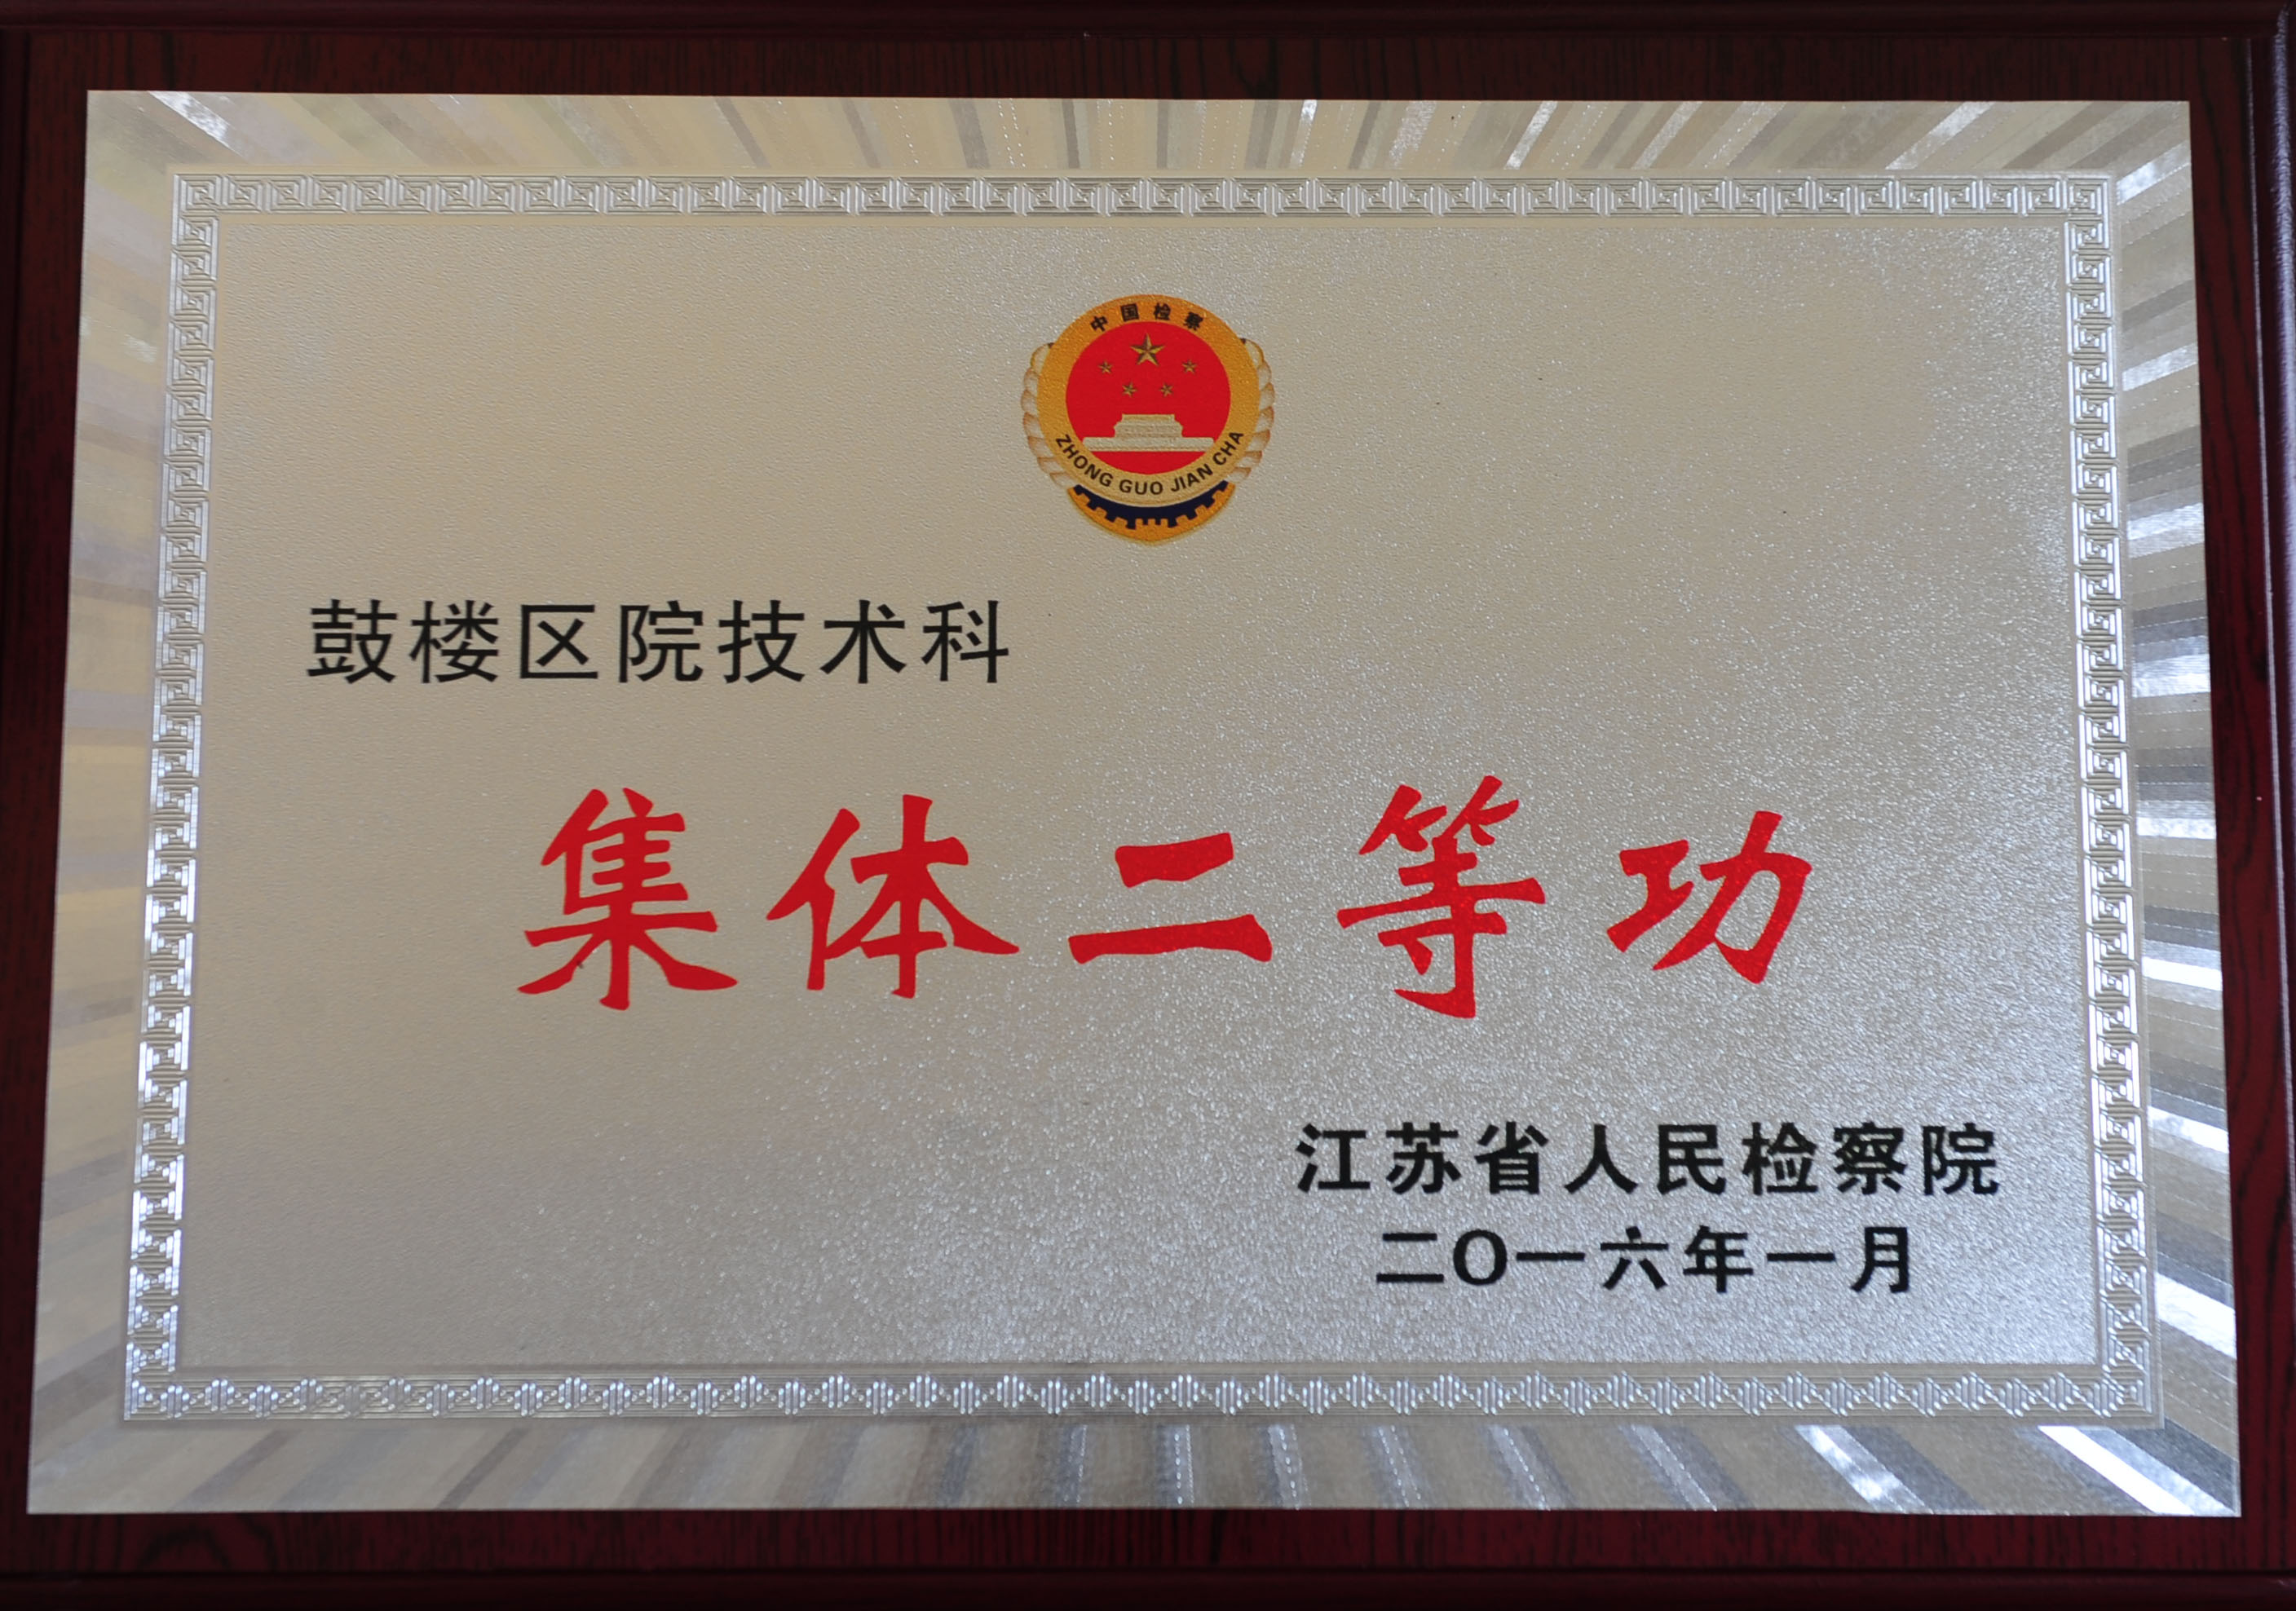 中国检察
ZHONG GUO JIAN CHA
鼓楼区院技术科
集体二等功
江苏省人民检察院
二O一六年一月